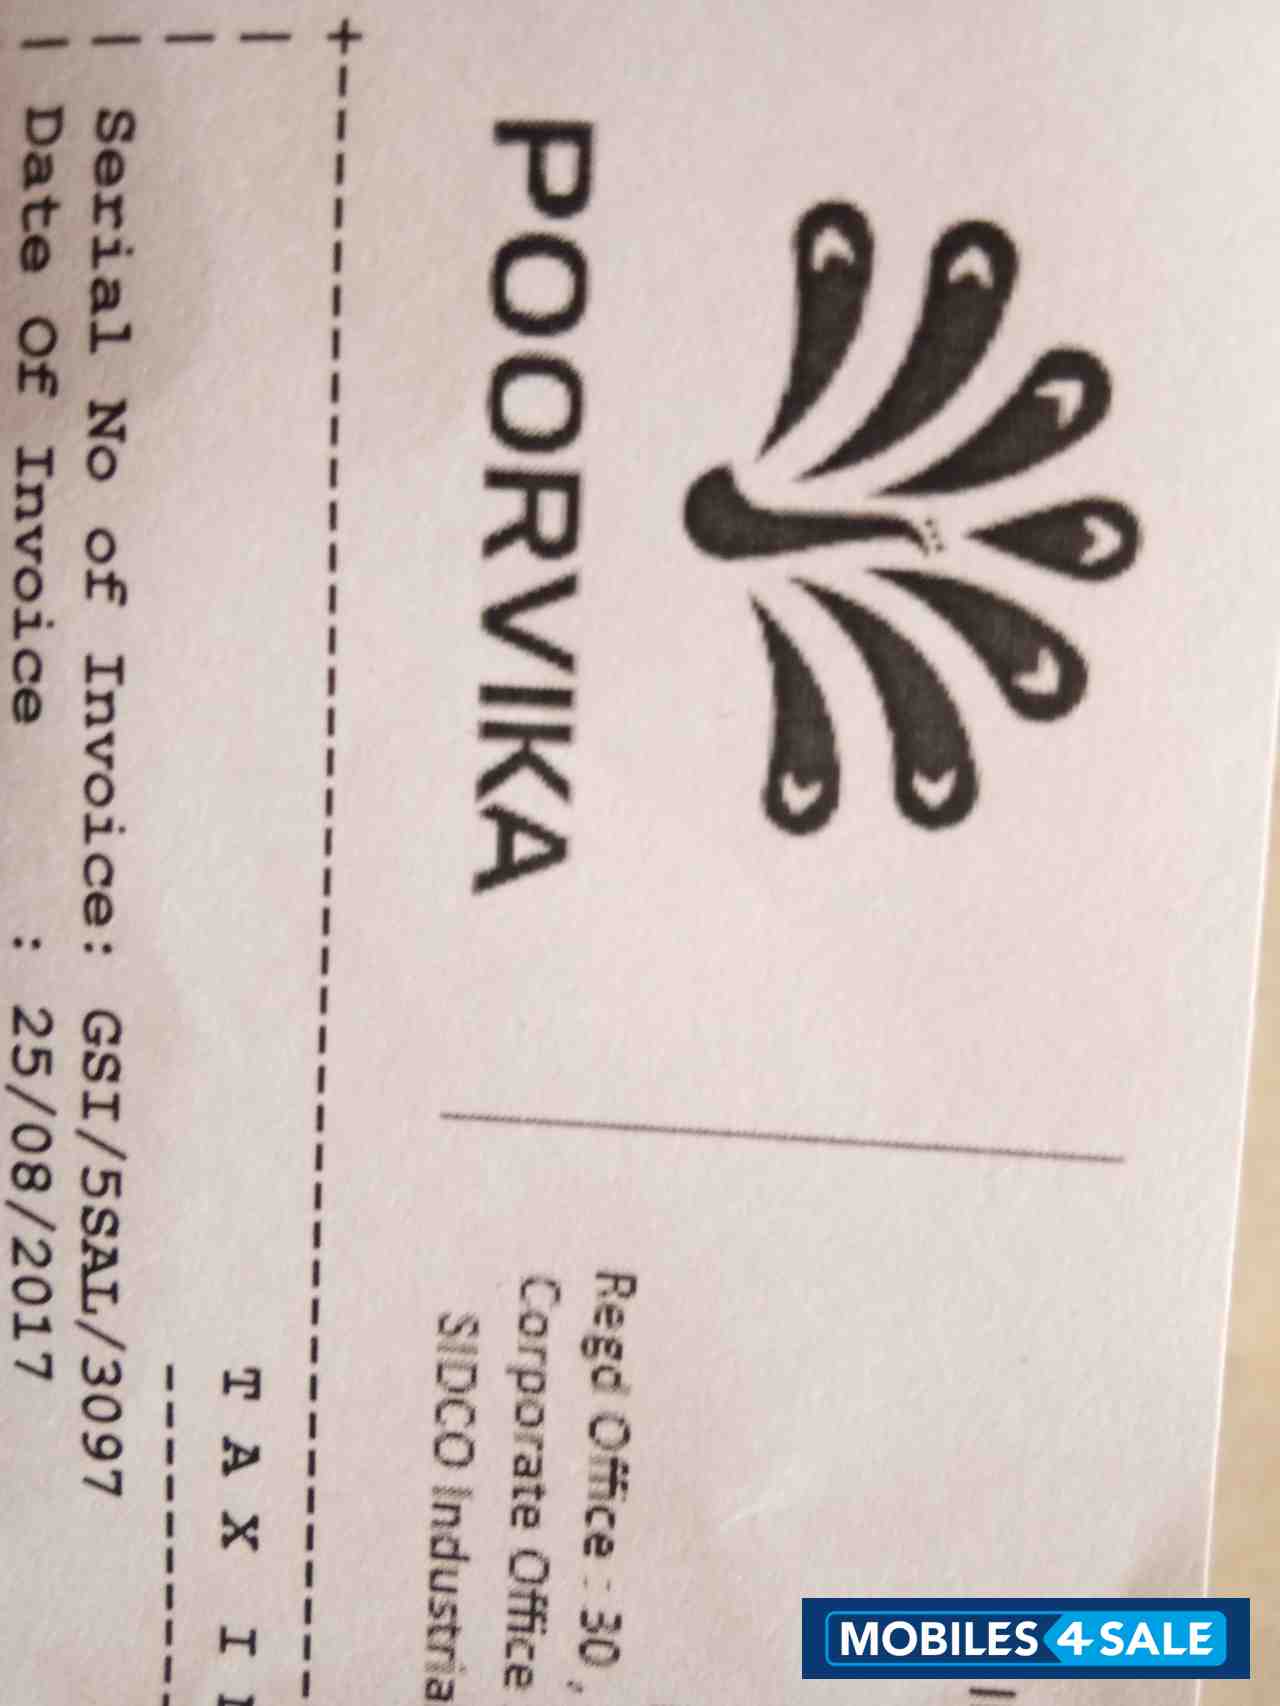 POORVIKA
Regd Office : 30 ,
Corporate Office
SIDCO Industria
T A X I
Serial No of Invoice: GSI/5SAL/3097
Date Of Invoice : 25/08/2017
MOBILES 4 SALE